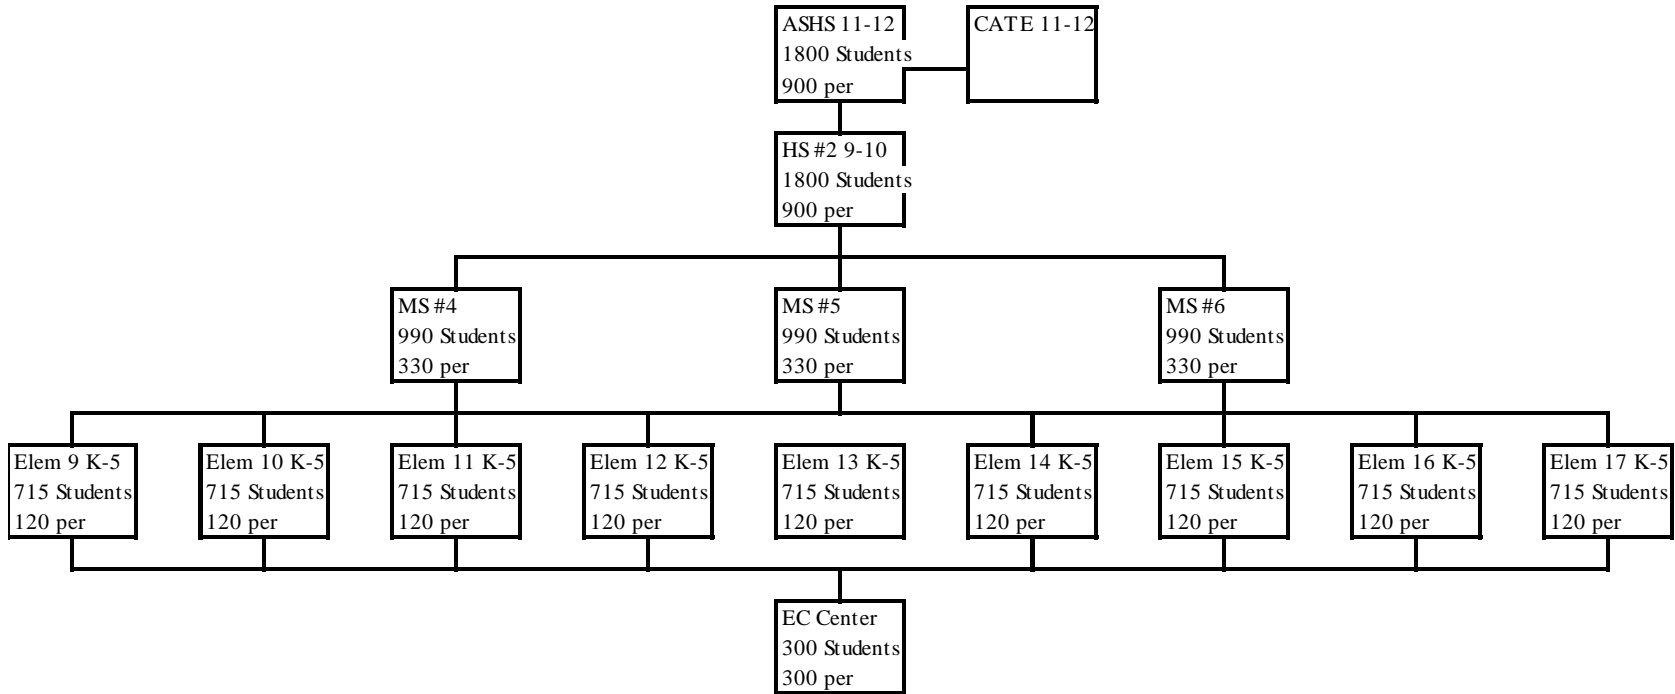 ASHS 11-12
1800 Students
900 per
CATE 11-12
HS #2 9-10
1800 Students
900 per
MS #4
990 Students
330 per
MS #5
990 Students
330 per
MS #6
990 Students
330 per
Elem 9 K-5
715 Students
120 per
Elem 10 K-5
715 Students
120 per
Elem 11 K-5
715 Students
120 per
Elem 12 K-5
715 Students
120 per
Elem 13 K-5
715 Students
120 per
Elem 14 K-5
715 Students
120 per
Elem 15 K-5
715 Students
120 per
Elem 16 K-5
715 Students
120 per
Elem 17 K-5
715 Students
120 per
EC Center
300 Students
300 per